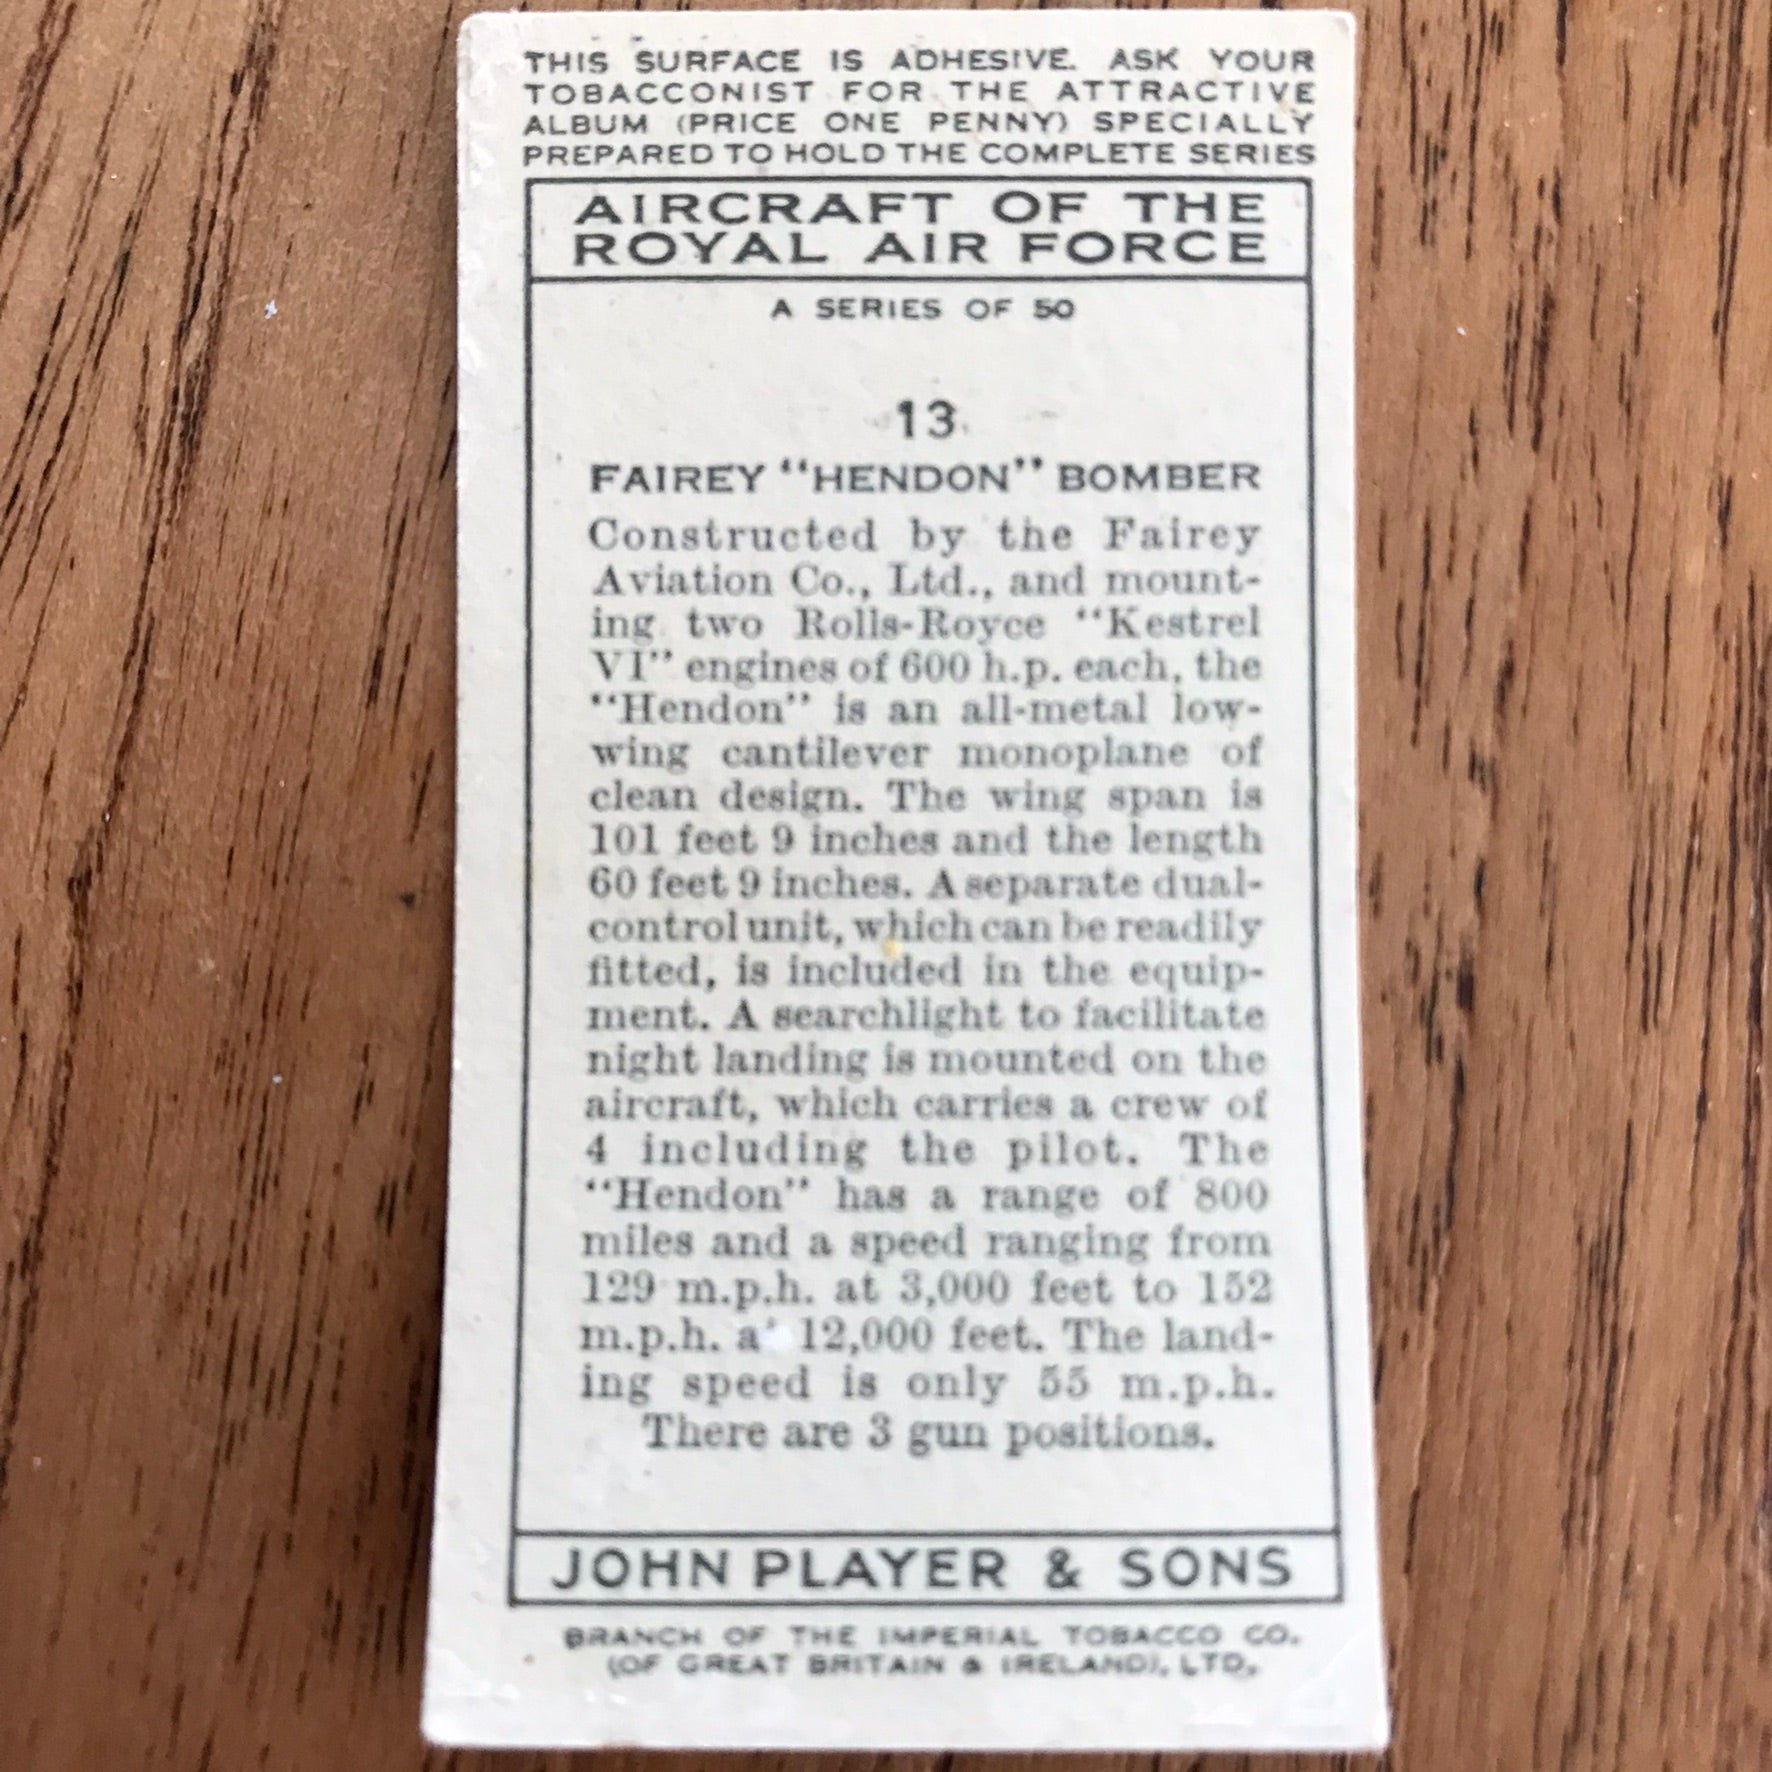 THIS SURFACE IS ADHESIVE. ASK YOUR
TOBACCONIST FOR THE ATTRACTIVE
ALBUM (PRICE ONE PENNY) SPECIALLY
PREPARED TO HOLD THE COMPLETE SERIES
AIRCRAFT OF THE
ROYAL AIR FORCE
A SERIES OF 50
13
FAIREY "HENDON" BOMBER
Constructed by the Fairey
Aviation Co., Ltd., and mount-
ing two Rolls-Royce "Kestrel
VI" engines of 600 h.p. each, the
"Hendon" is an all-metal low-
wing cantilever monoplane of
clean design. The wing span is
101 feet 9 inches and the length
60 feet 9 inches. A separate dual-
control unit, which can be readily
fitted, is included in the equip-
ment. A searchlight to facilitate
night landing is mounted on the
aircraft, which carries a crew of
4 including the pilot. The
"Hendon" has a range of 800
miles and a speed ranging from
129 m.p.h. at 3,000 feet to 152
m.p.h. at 12,000 feet. The land-
ing speed is only 55 m.p.h.
There are 3 gun positions.
JOHN PLAYER & SONS
BRANCH OF THE IMPERIAL TOBACCO CO.
(OF GREAT BRITAIN & IRELAND), LTD.